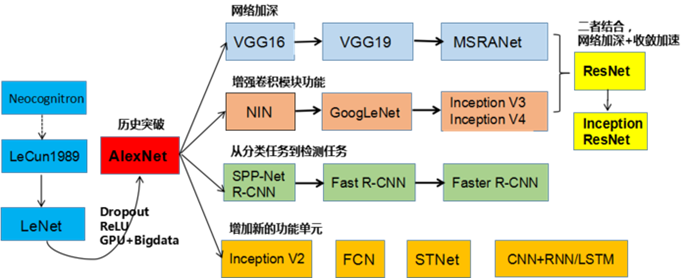 网络加深
VGG16
VGG19
MSRANet
二者结合,
网络加深+收敛加速
ResNet
Inception
ResNet
增强卷积模块功能
NIN
GoogLeNet
Inception V3
Inception V4
Neocognitron
LeCun1989
LeNet
历史突破
AlexNet
Dropout
ReLU
GPU+Bigdata
从分类任务到检测任务
SPP-Net
R-CNN
Fast R-CNN
Faster R-CNN
增加新的功能单元
Inception V2
FCN
STNet
CNN+RNN/LSTM